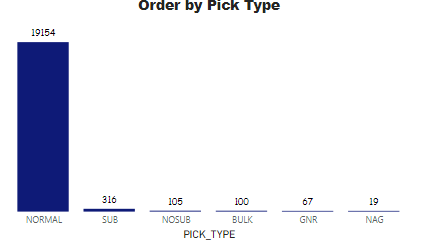 Order by Pick Type
19154
316
105
100
67
19
NORMAL
SUB
NOSUB
BULK
GNR
NAG
PICK_TYPE